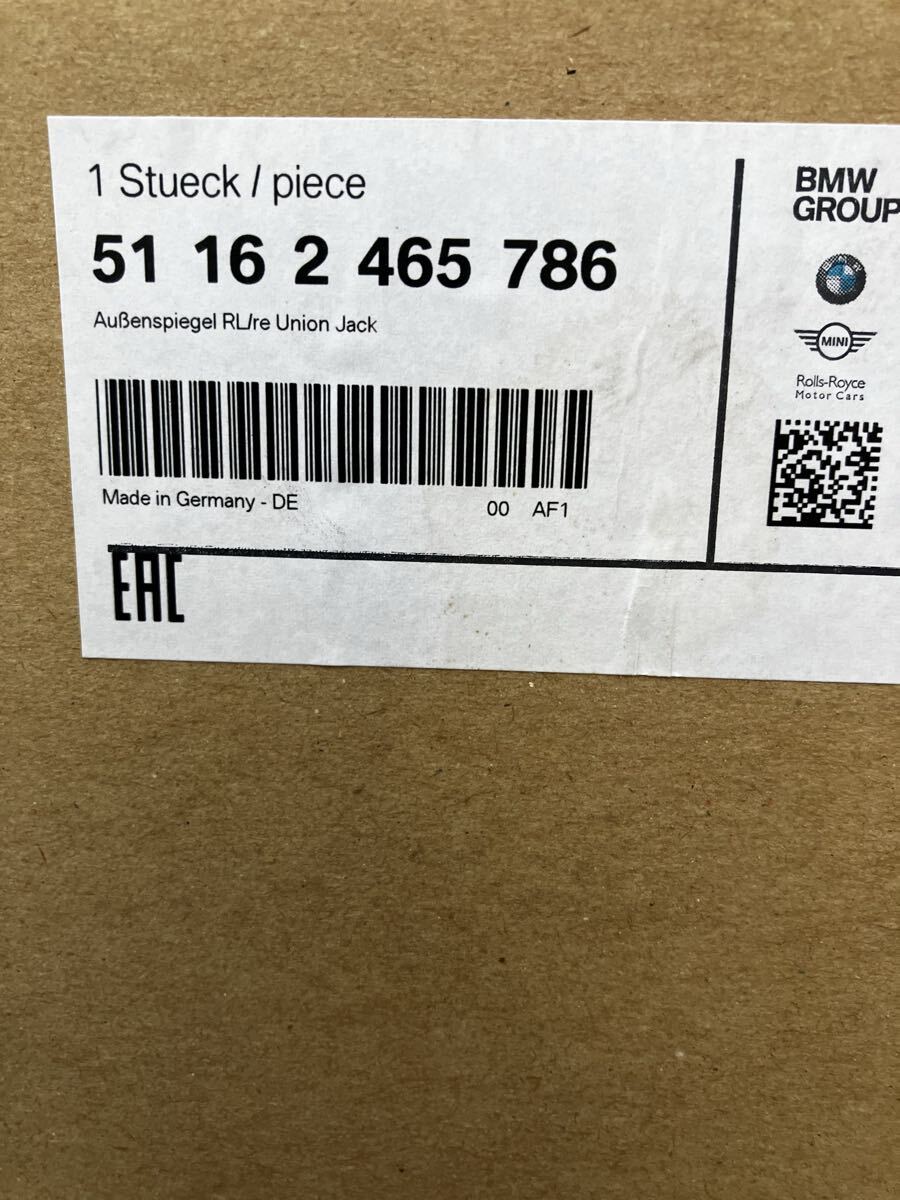 1 Stueck / piece
51 16 2 465 786
Außenspiegel RL/re Union Jack
Made in Germany - DE
00 AF1
EAC
BMW
GROUP
MINI
Rolls-Royce
Motor Cars